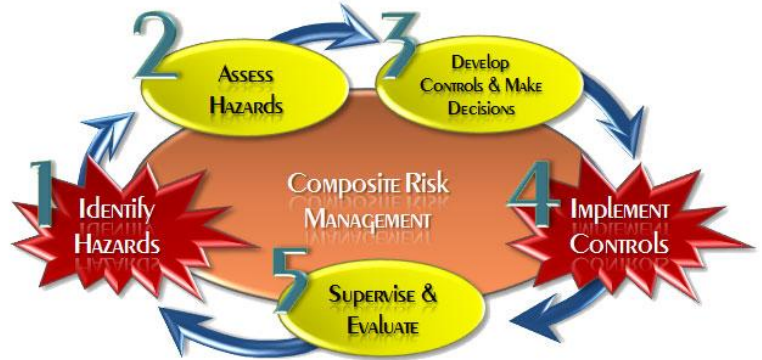 1
Identify
Hazards
2
Assess
Hazards
3
Develop
Controls & Make
Decisions
4
Implement
Controls
5
Supervise &
Evaluate
Composite Risk
Management